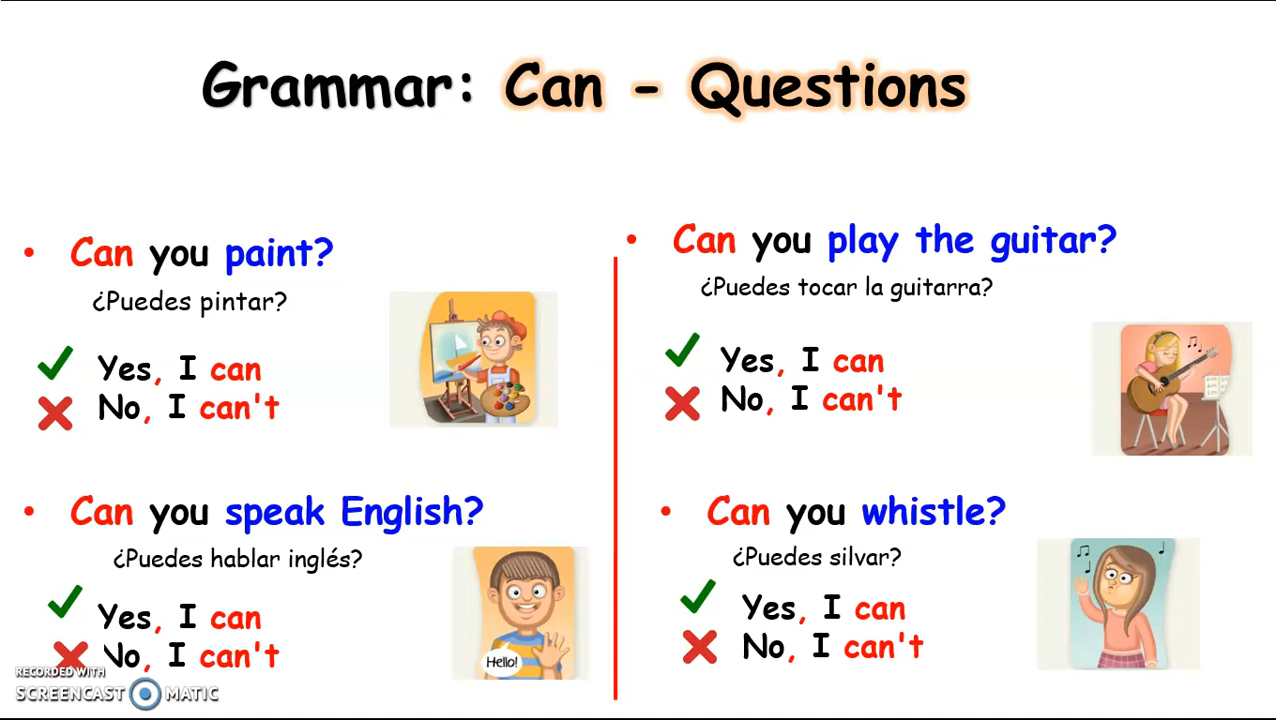 Grammar: Can - Questions
• Can you paint?
¿Puedes pintar?
Yes, I can
No, I can't
• Can you speak English?
¿Puedes hablar inglés?
Yes, I can
No, I can't
Hello!
• Can you play the guitar?
¿Puedes tocar la guitarra?
Yes, I can
No, I can't
• Can you whistle?
¿Puedes silvar?
Yes, I can
No, I can't
RECORDED WITH
SCREENCAST MATIC